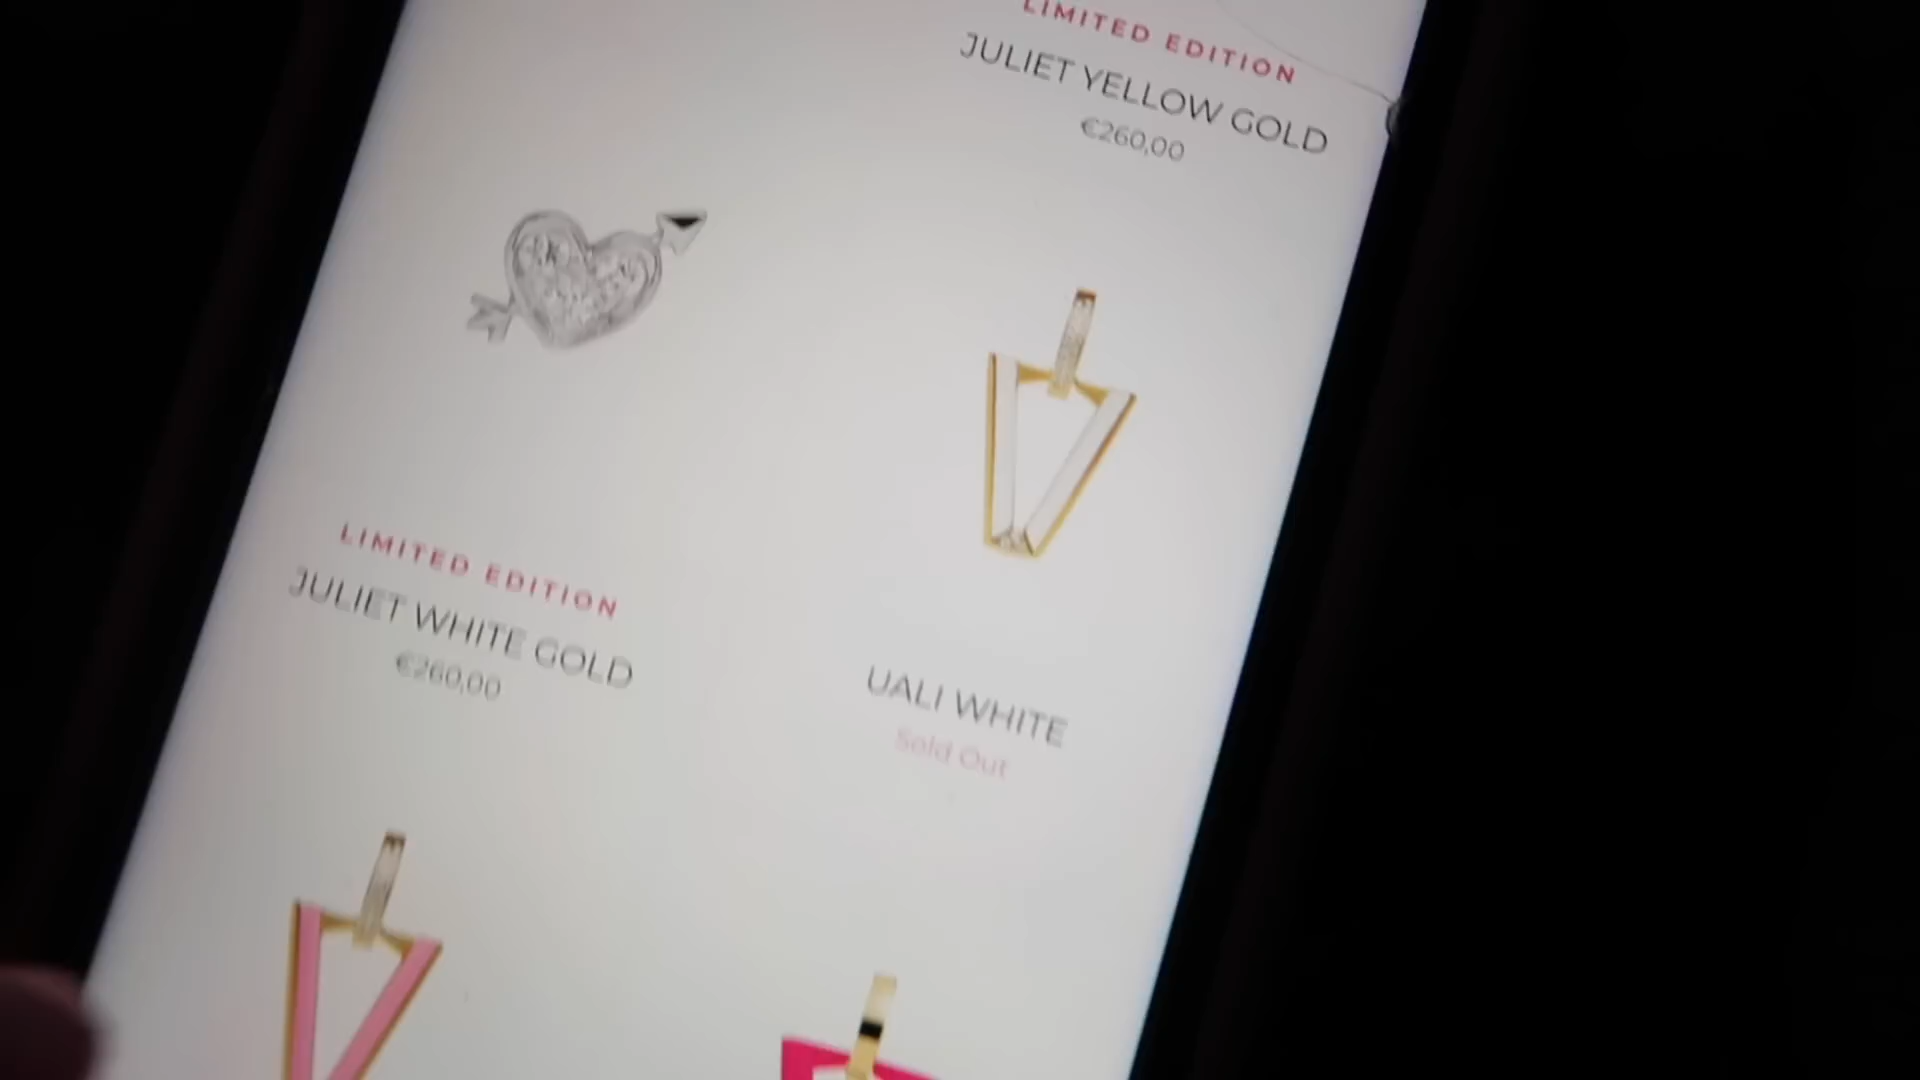 LIMITED EDITION
JULIET YELLOW GOLD
€260,00
LIMITED EDITION
JULIET WHITE GOLD
€260,00
UALI WHITE
Sold Out